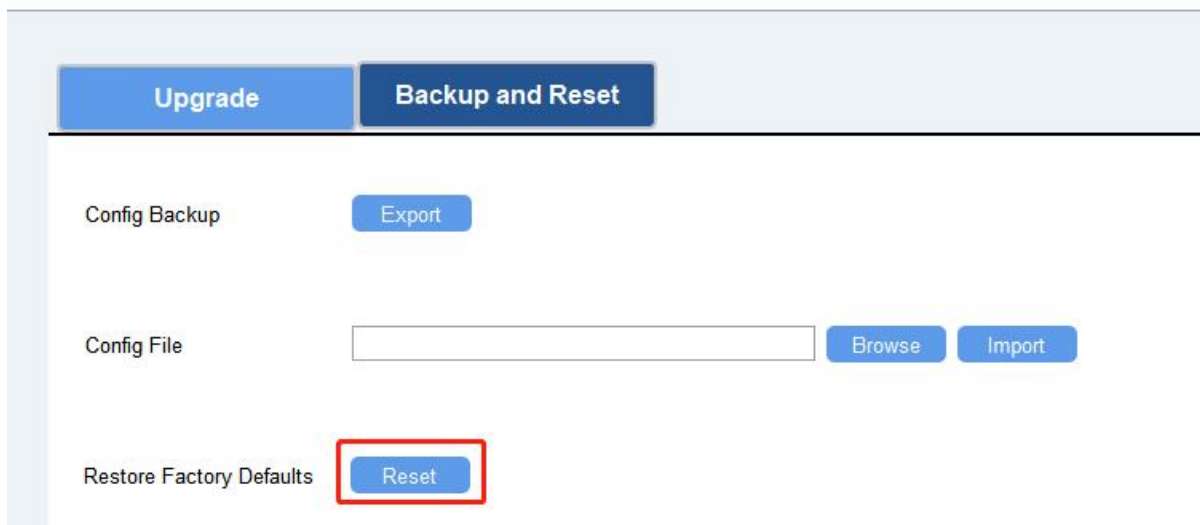 Upgrade
Backup and Reset
Config Backup
Export
Config File
Browse
Import
Restore Factory Defaults
Reset